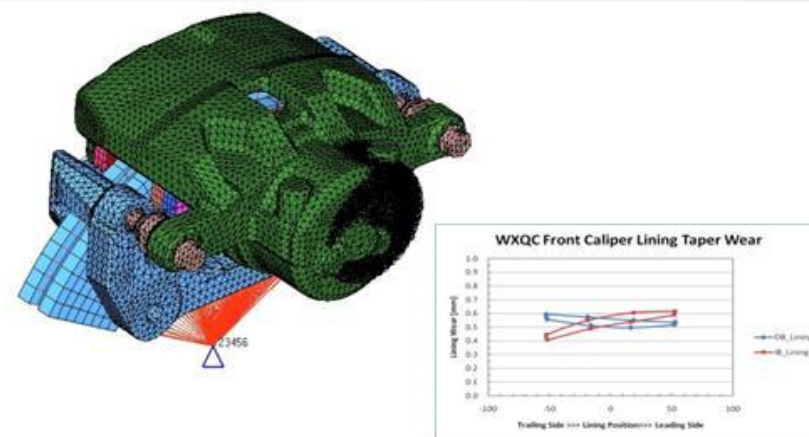 23456
WXQC Front Caliper Lining Taper Wear
Lining Wear [mm]
1.0
0.9
0.8
0.7
0.6
0.5
0.4
0.3
0.2
0.1
0.0
-100 -50 0 50 100
Trailing Side >>> Lining Position>>> Leading Side
OB_Lining
IB_Lining